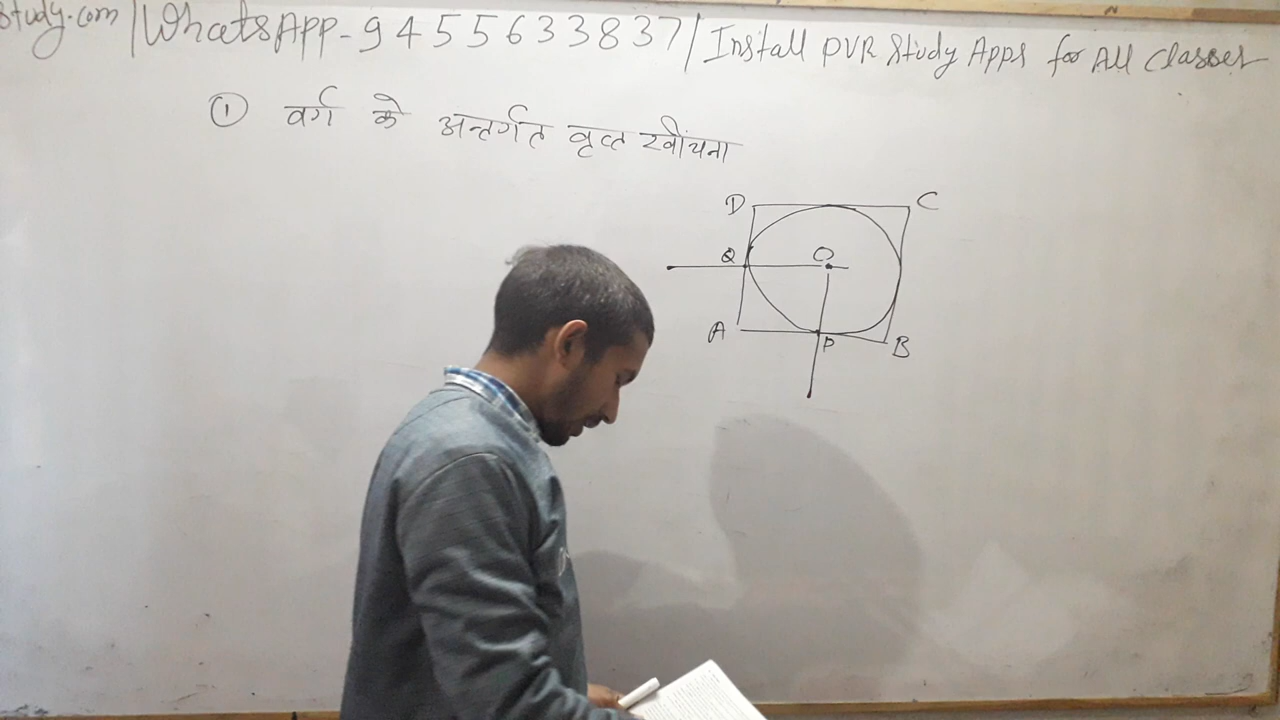 Study.com | WhatsApp - 9455633837 | Install PVR Study Apps for All Classes
① वर्ग के अन्तर्गत वृत्त खींचना
D C
Q O
A P B